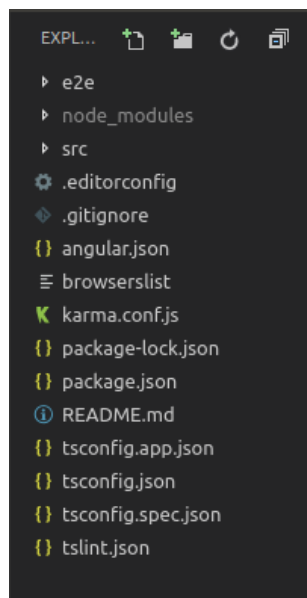 EXPL...
e2e
node_modules
src
.editorconfig
.gitignore
{} angular.json
browserslist
karma.conf.js
{} package-lock.json
{} package.json
README.md
{} tsconfig.app.json
{} tsconfig.json
{} tsconfig.spec.json
{} tslint.json